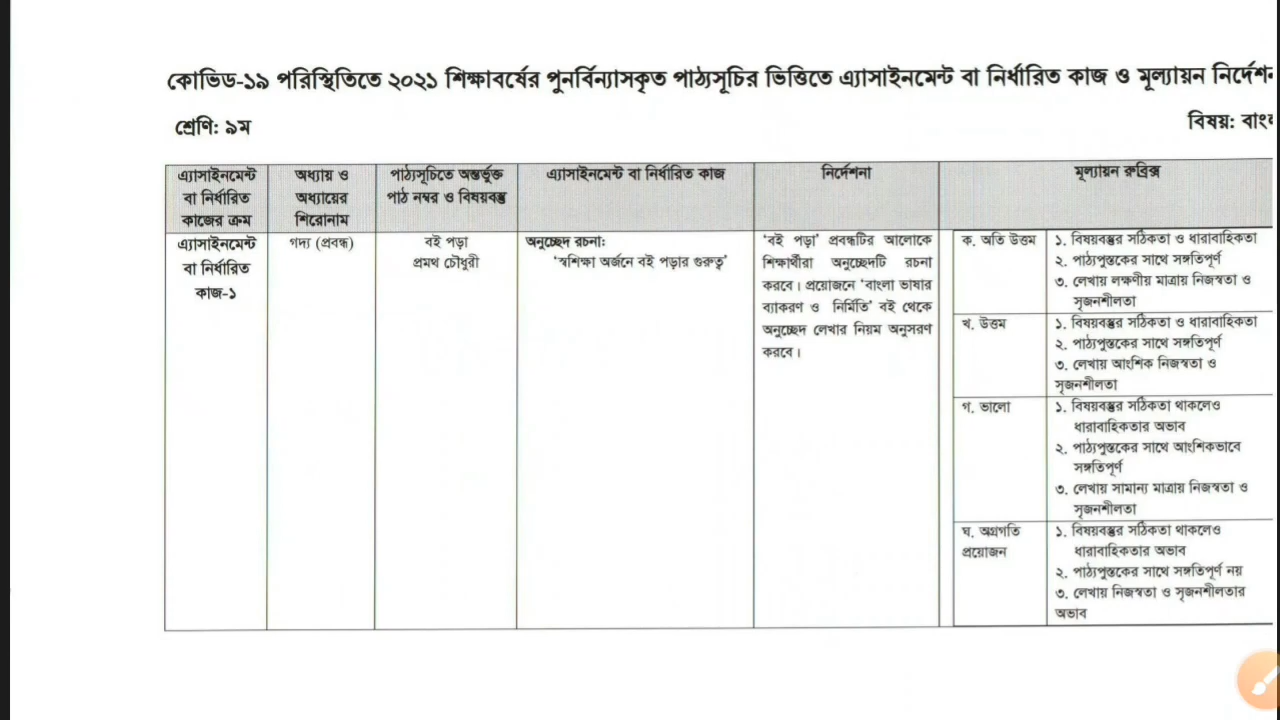 কোভিড-১৯ পরিস্থিতিতে ২০২১ শিক্ষাবর্ষের পুনর্বিন্যাসকৃত পাঠ্যসূচির ভিত্তিতে এ্যাসাইনমেন্ট বা নির্ধারিত কাজ ও মূল্যায়ন
শ্রেণি: ৯ম
বিষয়:
এ্যাসাইনমেন্ট
বা নির্ধারিত
কাজের ক্রম
অধ্যায় ও
অধ্যায়ের
শিরোনাম
পাঠ্যসূচিতে অন্তর্ভুক্ত
পাঠ নম্বর ও বিষয়বস্তু
এ্যাসাইনমেন্ট বা নির্ধারিত কাজ
নির্দেশনা
মূল্যায়ন রুব্রিক্স
এ্যাসাইনমেন্ট
বা নির্ধারিত
কাজ-১
গদ্য (প্রবন্ধ)
বই পড়া
প্রমথ চৌধুরী
অনুচ্ছেদ রচনা:
‘স্বশিক্ষা অর্জনে বই পড়ার গুরুত্ব’
‘বই পড়া’ প্রবন্ধটির আলোকে
শিক্ষার্থীরা অনুচ্ছেদটি রচনা
করবে। প্রয়োজনে ‘বাংলা ভাষার
ব্যাকরণ ও নির্মিতি’ বই থেকে
অনুচ্ছেদ লেখার নিয়ম অনুসরণ
করবে।
ক. অতি উত্তম
১. বিষয়বস্তুর সঠিকতা ও ধারাবাহিকতা
২. পাঠ্যপুস্তকের সাথে সঙ্গতিপূর্ণ
৩. লেখায় লক্ষণীয় মাত্রায় নিজস্বতা ও
সৃজনশীলতা
খ. উত্তম
১. বিষয়বস্তুর সঠিকতা ও ধারাবাহিকতা
২. পাঠ্যপুস্তকের সাথে সঙ্গতিপূর্ণ
৩. লেখায় আংশিক নিজস্বতা ও
সৃজনশীলতা
গ. ভালো
১. বিষয়বস্তুর সঠিকতা থাকলেও
ধারাবাহিকতার অভাব
২. পাঠ্যপুস্তকের সাথে আংশিকভাবে
সঙ্গতিপূর্ণ
৩. লেখায় সামান্য মাত্রায় নিজস্বতা ও
সৃজনশীলতা
ঘ. অগ্রগতি
প্রয়োজন
১. বিষয়বস্তুর সঠিকতা থাকলেও
ধারাবাহিকতার অভাব
২. পাঠ্যপুস্তকের সাথে সঙ্গতিপূর্ণ নয়
৩. লেখায় নিজস্বতা ও সৃজনশীলতার
অভাব